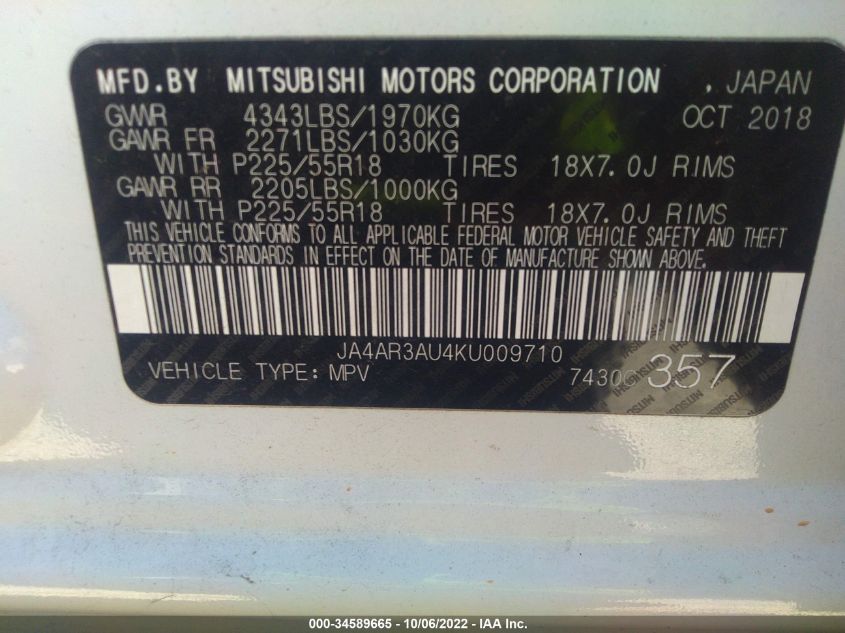 MFD.BY MITSUBISHI MOTORS CORPORATION , JAPAN
GVWR 4343LBS/1970KG OCT 2018
GAWR FR 2271LBS/1030KG
WITH P225/55R18 TIRES 18X7.0J RIMS
GAWR RR 2205LBS/1000KG
WITH P225/55R18 TIRES 18X7.0J RIMS
THIS VEHICLE CONFORMS TO ALL APPLICABLE FEDERAL MOTOR VEHICLE SAFETY AND THEFT
PREVENTION STANDARDS IN EFFECT ON THE DATE OF MANUFACTURE SHOWN ABOVE.
JA4AR3AU4KU009710
VEHICLE TYPE: MPV 357
MITSUBISHI
000-34589665 - 10/06/2022 - IAA Inc.